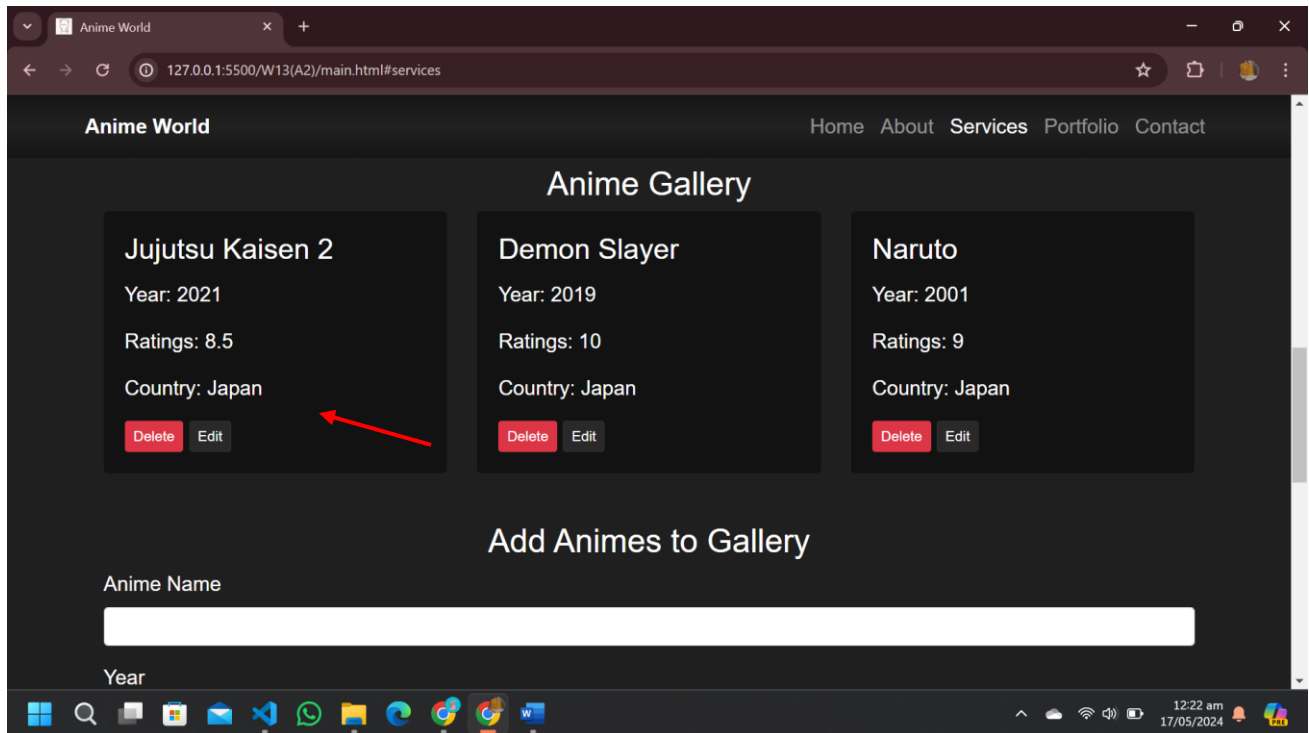 Anime World
127.0.0.1:5500/W13(A2)/main.html#services
Anime World
Home About Services Portfolio Contact
Anime Gallery
Jujutsu Kaisen 2
Year: 2021
Ratings: 8.5
Country: Japan
Delete Edit
Demon Slayer
Year: 2019
Ratings: 10
Country: Japan
Delete Edit
Naruto
Year: 2001
Ratings: 9
Country: Japan
Delete Edit
Add Animes to Gallery
Anime Name
Year
12:22 am
17/05/2024
PRE